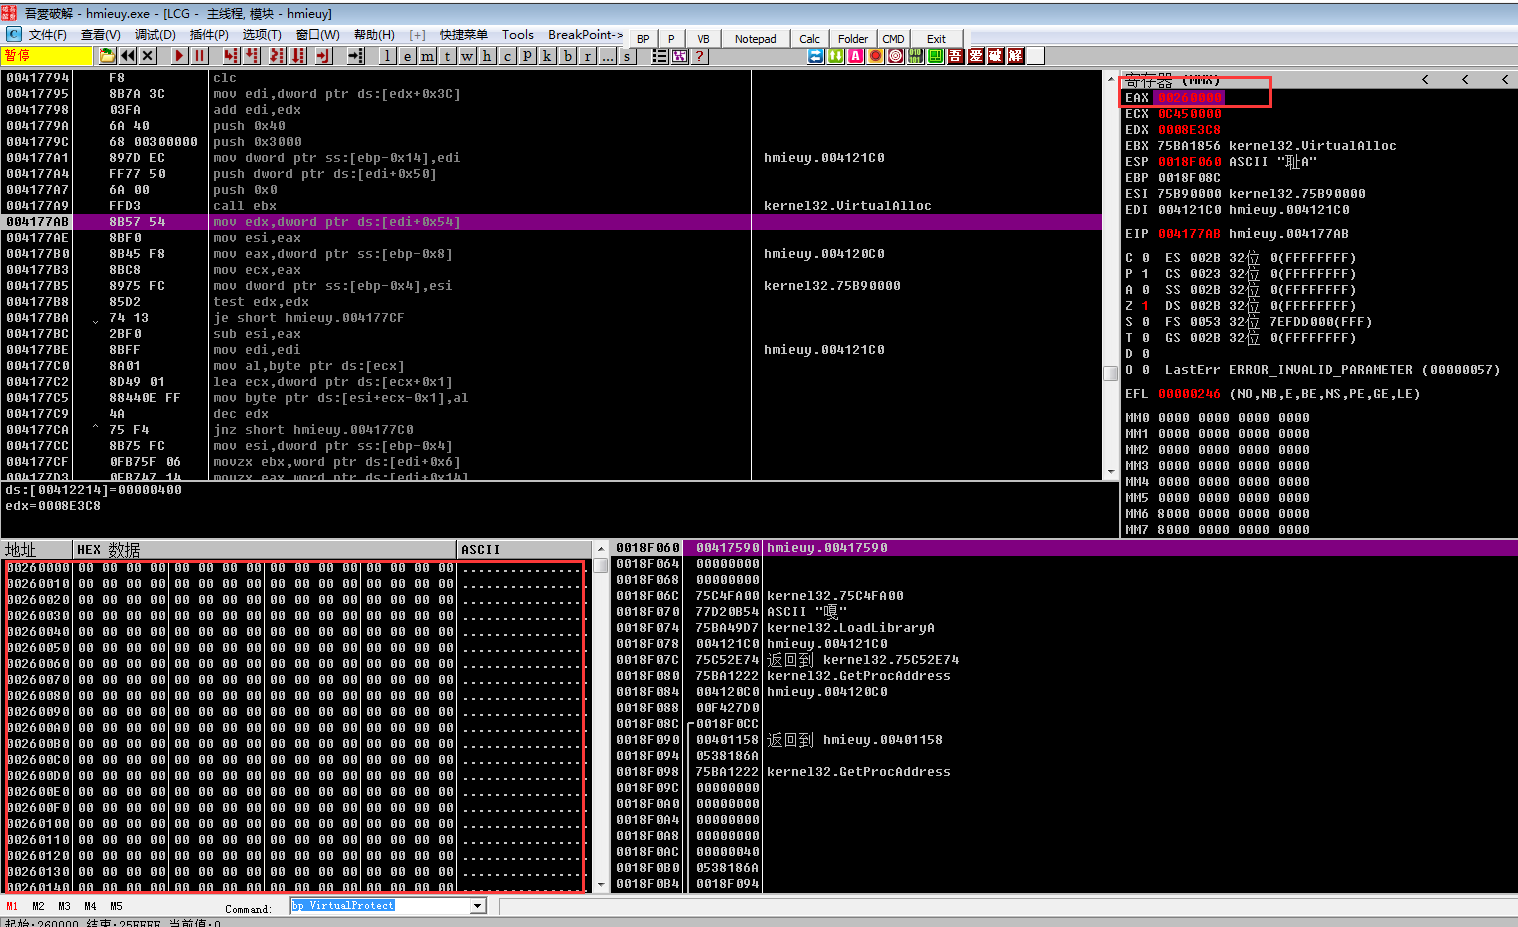 吾愛破解 - hmieuy.exe - [LCG - 主线程, 模块 - hmieuy]
文件(F) 查看(V) 调试(D) 插件(P) 选项(T) 窗口(W) 帮助(H) [+] 快捷菜单 Tools BreakPoint-> BP P VB Notepad Calc Folder CMD Exit
暂停 l e m t w h c p k b r ... s ? 吾 爱 破 解
00417794 F8 clc
00417795 8B7A 3C mov edi,dword ptr ds:[edx+0x3C]
00417798 03FA add edi,edx
0041779A 6A 40 push 0x40
0041779C 68 00300000 push 0x3000
004177A1 897D EC mov dword ptr ss:[ebp-0x14],edi hmieuy.004121C0
004177A4 FF77 50 push dword ptr ds:[edi+0x50]
004177A7 6A 00 push 0x0
004177A9 FFD3 call ebx kernel32.VirtualAlloc
004177AB 8B57 54 mov edx,dword ptr ds:[edi+0x54]
004177AE 8BF0 mov esi,eax
004177B0 8B45 F8 mov eax,dword ptr ss:[ebp-0x8] hmieuy.004120C0
004177B3 8BC8 mov ecx,eax
004177B5 8975 FC mov dword ptr ss:[ebp-0x4],esi kernel32.75B90000
004177B8 85D2 test edx,edx
004177BA 74 13 je short hmieuy.004177CF
004177BC 2BF0 sub esi,eax
004177BE 8BFF mov edi,edi hmieuy.004121C0
004177C0 8A01 mov al,byte ptr ds:[ecx]
004177C2 8D49 01 lea ecx,dword ptr ds:[ecx+0x1]
004177C5 88440E FF mov byte ptr ds:[esi+ecx-0x1],al
004177C9 4A dec edx
004177CA 75 F4 jnz short hmieuy.004177C0
004177CC 8B75 FC mov esi,dword ptr ss:[ebp-0x4]
004177CF 0FB75F 06 movzx ebx,word ptr ds:[edi+0x6]
004177D3 0FB747 14 movzx eax,word ptr ds:[edi+0x14]
ds:[00412214]=00000400
edx=0008E3C8
寄存器 (MMX) < < <
EAX 00260000
ECX 0C450000
EDX 0008E3C8
EBX 75BA1856 kernel32.VirtualAlloc
ESP 0018F060 ASCII "耻A"
EBP 0018F08C
ESI 75B90000 kernel32.75B90000
EDI 004121C0 hmieuy.004121C0
EIP 004177AB hmieuy.004177AB
C 0 ES 002B 32位 0(FFFFFFFF)
P 1 CS 0023 32位 0(FFFFFFFF)
A 0 SS 002B 32位 0(FFFFFFFF)
Z 1 DS 002B 32位 0(FFFFFFFF)
S 0 FS 0053 32位 7EFDD000(FFF)
T 0 GS 002B 32位 0(FFFFFFFF)
D 0
O 0 LastErr ERROR_INVALID_PARAMETER (00000057)
EFL 00000246 (NO,NB,E,BE,NS,PE,GE,LE)
MM0 0000 0000 0000 0000
MM1 0000 0000 0000 0000
MM2 0000 0000 0000 0000
MM3 0000 0000 0000 0000
MM4 0000 0000 0000 0000
MM5 0000 0000 0000 0000
MM6 8000 0000 0000 0000
MM7 8000 0000 0000 0000
地址 HEX 数据 ASCII
00260000 00 00 00 00 00 00 00 00 00 00 00 00 00 00 00 00 ................
00260010 00 00 00 00 00 00 00 00 00 00 00 00 00 00 00 00 ................
00260020 00 00 00 00 00 00 00 00 00 00 00 00 00 00 00 00 ................
00260030 00 00 00 00 00 00 00 00 00 00 00 00 00 00 00 00 ................
00260040 00 00 00 00 00 00 00 00 00 00 00 00 00 00 00 00 ................
00260050 00 00 00 00 00 00 00 00 00 00 00 00 00 00 00 00 ................
00260060 00 00 00 00 00 00 00 00 00 00 00 00 00 00 00 00 ................
00260070 00 00 00 00 00 00 00 00 00 00 00 00 00 00 00 00 ................
00260080 00 00 00 00 00 00 00 00 00 00 00 00 00 00 00 00 ................
00260090 00 00 00 00 00 00 00 00 00 00 00 00 00 00 00 00 ................
002600A0 00 00 00 00 00 00 00 00 00 00 00 00 00 00 00 00 ................
002600B0 00 00 00 00 00 00 00 00 00 00 00 00 00 00 00 00 ................
002600C0 00 00 00 00 00 00 00 00 00 00 00 00 00 00 00 00 ................
002600D0 00 00 00 00 00 00 00 00 00 00 00 00 00 00 00 00 ................
002600E0 00 00 00 00 00 00 00 00 00 00 00 00 00 00 00 00 ................
002600F0 00 00 00 00 00 00 00 00 00 00 00 00 00 00 00 00 ................
00260100 00 00 00 00 00 00 00 00 00 00 00 00 00 00 00 00 ................
00260110 00 00 00 00 00 00 00 00 00 00 00 00 00 00 00 00 ................
00260120 00 00 00 00 00 00 00 00 00 00 00 00 00 00 00 00 ................
00260130 00 00 00 00 00 00 00 00 00 00 00 00 00 00 00 00 ................
00260140 00 00 00 00 00 00 00 00 00 00 00 00 00 00 00 00 ................
0018F060 00417590 hmieuy.00417590
0018F064 00000000
0018F068 00000000
0018F06C 75C4FA00 kernel32.75C4FA00
0018F070 77D20B54 ASCII "嘎"
0018F074 75BA49D7 kernel32.LoadLibraryA
0018F078 004121C0 hmieuy.004121C0
0018F07C 75C52E74 返回到 kernel32.75C52E74
0018F080 75BA1222 kernel32.GetProcAddress
0018F084 004120C0 hmieuy.004120C0
0018F088 00F427D0
0018F08C 0018F0CC
0018F090 00401158 返回到 hmieuy.00401158
0018F094 0538186A
0018F098 75BA1222 kernel32.GetProcAddress
0018F09C 00000000
0018F0A0 00000000
0018F0A4 00000000
0018F0A8 00000000
0018F0AC 00000040
0018F0B0 0538186A
0018F0B4 0018F094
M1 M2 M3 M4 M5 Command: bp VirtualProtect
起始:260000 结束:25FFFF 当前值:0